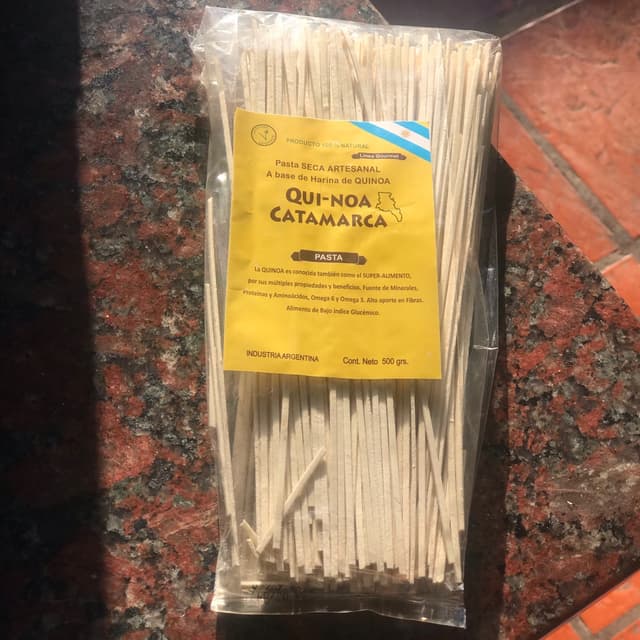 PRODUCTO 100 % NATURAL
Linea Gourmet
Pasta SECA ARTESANAL
A base de Harina de QUINOA
QUI-NOA
CATAMARCA
PASTA
La QUINOA es conocida también como el SUPER-ALIMENTO,
por sus múltiples propiedades y beneficios. Fuente de Minerales,
Proteinas y Aminoácidos, Omega 6 y Omega 3. Alto aporte en Fibras.
Alimento de Bajo índice Glucémico.
INDUSTRIA ARGENTINA
Cont. Neto 500 grs.